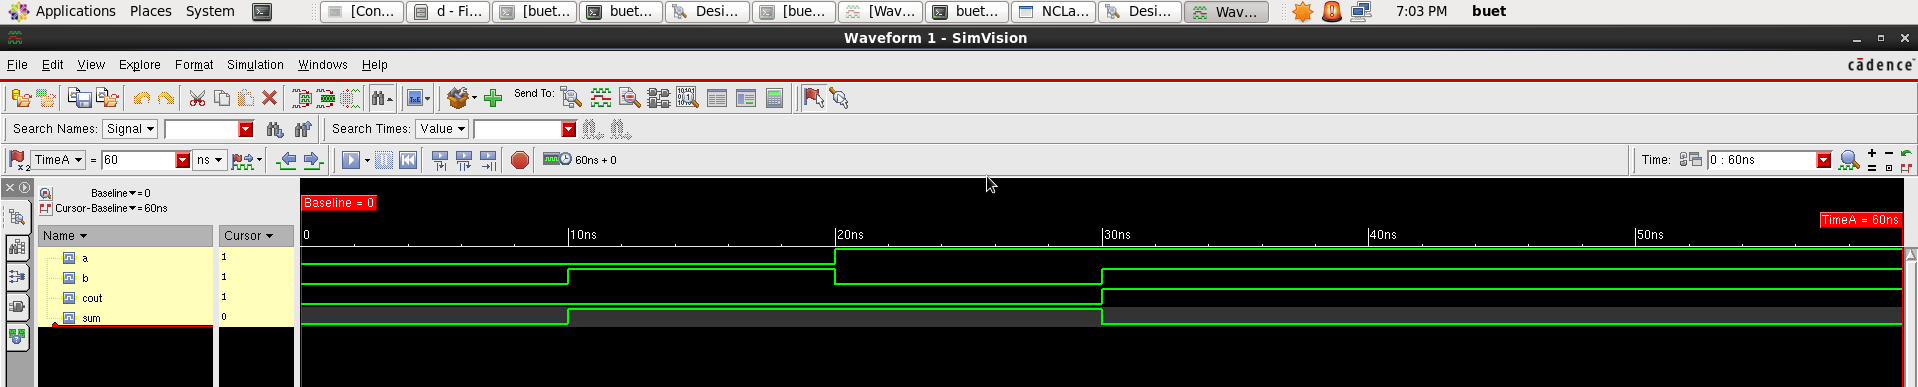 Applications Places System [Con... d - Fi... [buet... buet... Desi... [bue... [Wav... buet... NCLa... Desi... Wav... 7:03 PM buet
Waveform 1 - SimVision
File Edit View Explore Format Simulation Windows Help cādence
Send To:
Search Names: Signal Search Times: Value
TimeA = 60 ns 60ns + 0 Time: 0 : 60ns
Baseline = 0
Cursor-Baseline = 60ns
Baseline = 0
TimeA = 60ns
Name Cursor 0 10ns 20ns 30ns 40ns 50ns
a 1
b 1
cout 1
sum 0